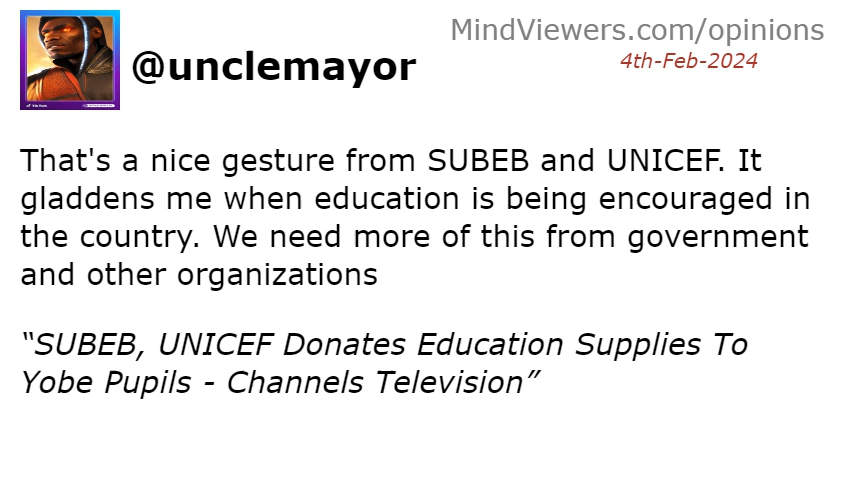 MindViewers.com/opinions
4th-Feb-2024
@unclemayor
That's a nice gesture from SUBEB and UNICEF. It
gladdens me when education is being encouraged in
the country. We need more of this from government
and other organizations
“SUBEB, UNICEF Donates Education Supplies To
Yobe Pupils - Channels Television”